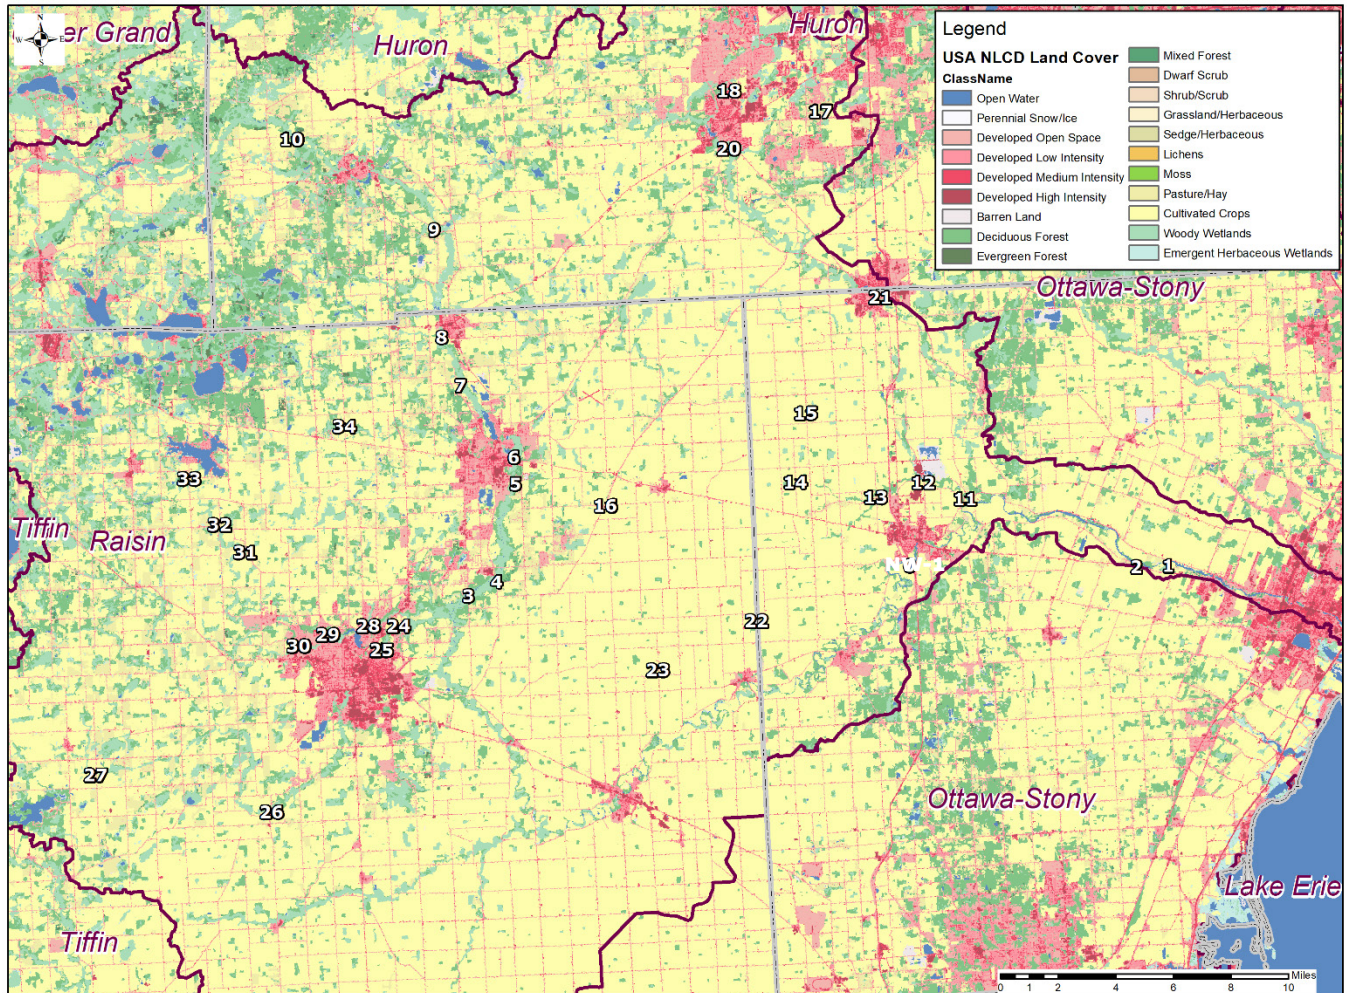 N
W E
S
er Grand
Huron
Huron
Legend
USA NLCD Land Cover
ClassName
Open Water
Perennial Snow/Ice
Developed Open Space
Developed Low Intensity
Developed Medium Intensity
Developed High Intensity
Barren Land
Deciduous Forest
Evergreen Forest
Mixed Forest
Dwarf Scrub
Shrub/Scrub
Grassland/Herbaceous
Sedge/Herbaceous
Lichens
Moss
Pasture/Hay
Cultivated Crops
Woody Wetlands
Emergent Herbaceous Wetlands
18
17
10
20
9
Ottawa-Stony
21
8
7
15
34
6
33
5
14
12
13
11
16
32
Tiffin
Raisin
31
NW-1
2
1
4
3
22
28
24
29
30
25
23
27
26
Ottawa-Stony
Lake Erie
Tiffin
Miles
0 1 2 4 6 8 10